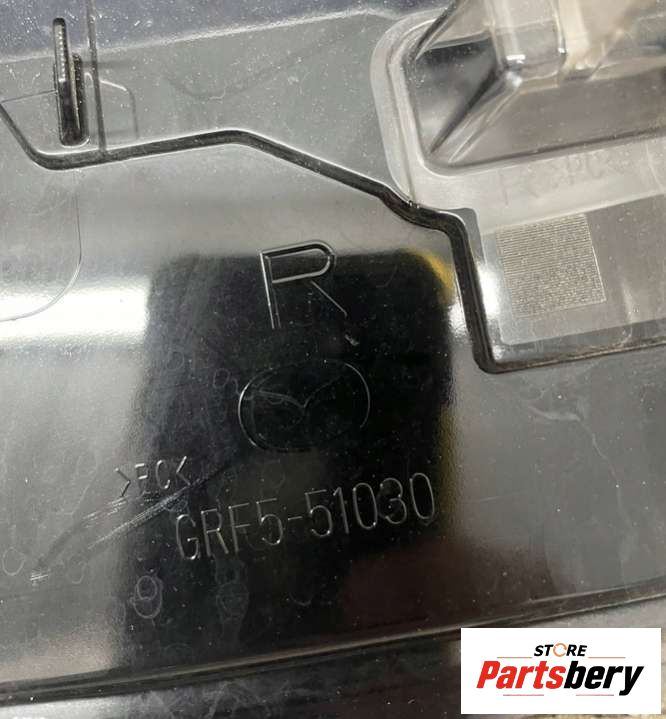 R
>PC<
GRF5-51030
STORE
Partsbery